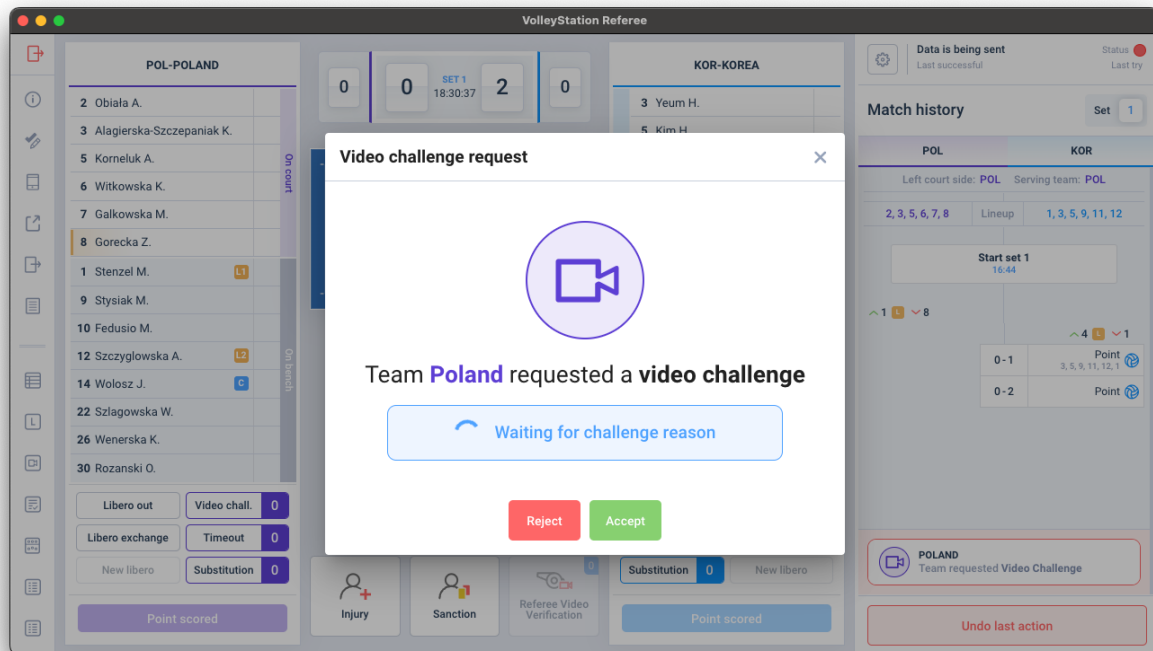 VolleyStation Referee
POL-POLAND
2 Obiała A.
3 Alagierska-Szczepaniak K.
5 Korneluk A.
6 Witkowska K.
7 Galkowska M.
8 Gorecka Z.
On court
1 Stenzel M. L1
9 Stysiak M.
10 Fedusio M.
12 Szczyglowska A. L2
14 Wolosz J. C
22 Szlagowska W.
26 Wenerska K.
30 Rozanski O.
On bench
Libero out
Video chall. 0
Libero exchange
Timeout 0
New libero
Substitution 0
Point scored
0
0
SET 1
18:30:37
2
0
KOR-KOREA
3 Yeum H.
5 Kim H.
Video challenge request
Team Poland requested a video challenge
Waiting for challenge reason
Reject
Accept
Injury
Sanction
0
Referee Video
Verification
Substitution 0
New libero
Point scored
Data is being sent
Last successful
Status
Last try
Match history
Set 1
POL
KOR
Left court side: POL Serving team: POL
2, 3, 5, 6, 7, 8
Lineup
1, 3, 5, 9, 11, 12
Start set 1
16:44
1 L 8
4 L 1
0 - 1
Point
3, 5, 9, 11, 12, 1
0 - 2
Point
POLAND
Team requested Video Challenge
Undo last action